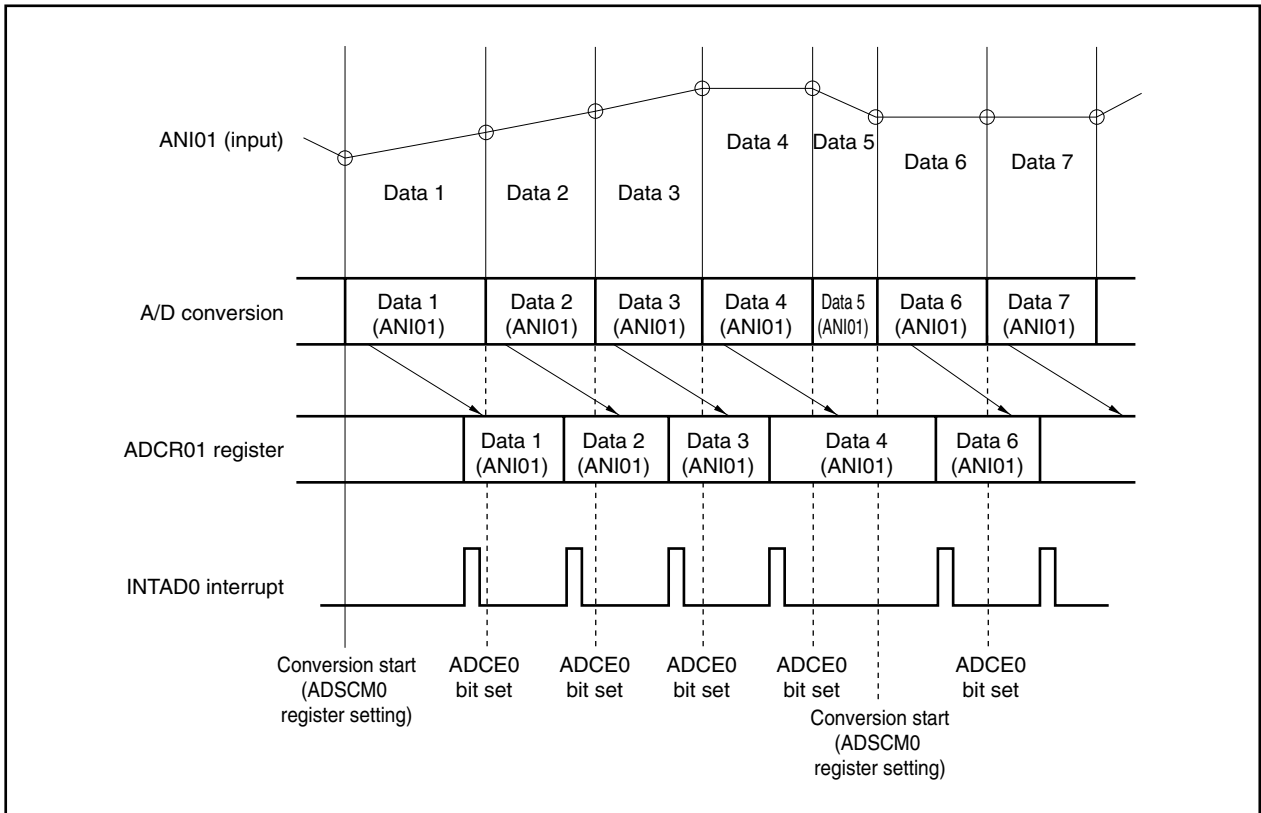 ANI01 (input)
Data 1
Data 2
Data 3
Data 4
Data 5
Data 6
Data 7
A/D conversion
Data 1
(ANI01)
Data 2
(ANI01)
Data 3
(ANI01)
Data 4
(ANI01)
Data 5
(ANI01)
Data 6
(ANI01)
Data 7
(ANI01)
ADCR01 register
Data 1
(ANI01)
Data 2
(ANI01)
Data 3
(ANI01)
Data 4
(ANI01)
Data 6
(ANI01)
INTAD0 interrupt
Conversion start
(ADSCM0
register setting)
ADCE0
bit set
ADCE0
bit set
ADCE0
bit set
ADCE0
bit set
Conversion start
(ADSCM0
register setting)
ADCE0
bit set